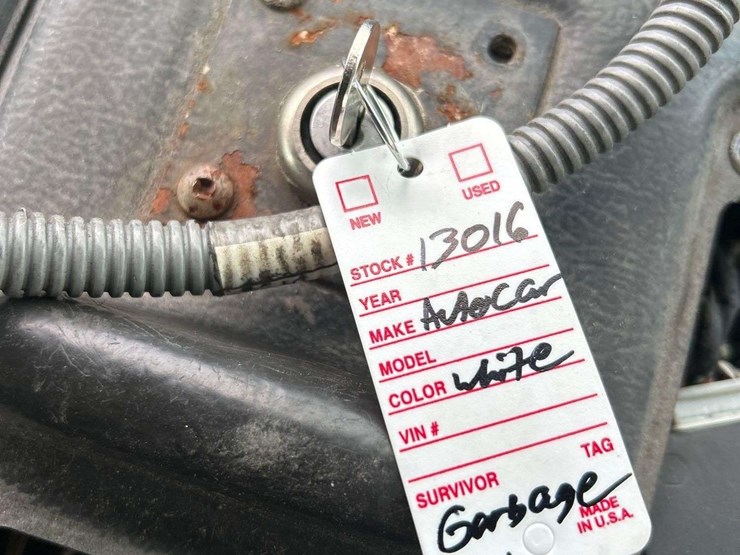 NEW USED
STOCK # 13016
YEAR
MAKE AutoCar
MODEL
COLOR white
VIN #
SURVIVOR TAG
Garbage
MADE
IN U.S.A.